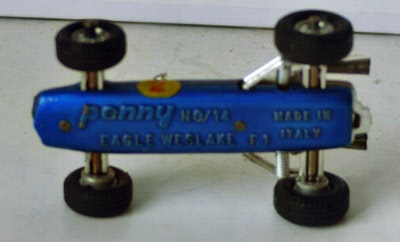 penny NO/14 MADE IN
EAGLE WESLAKE F.1 ITALY